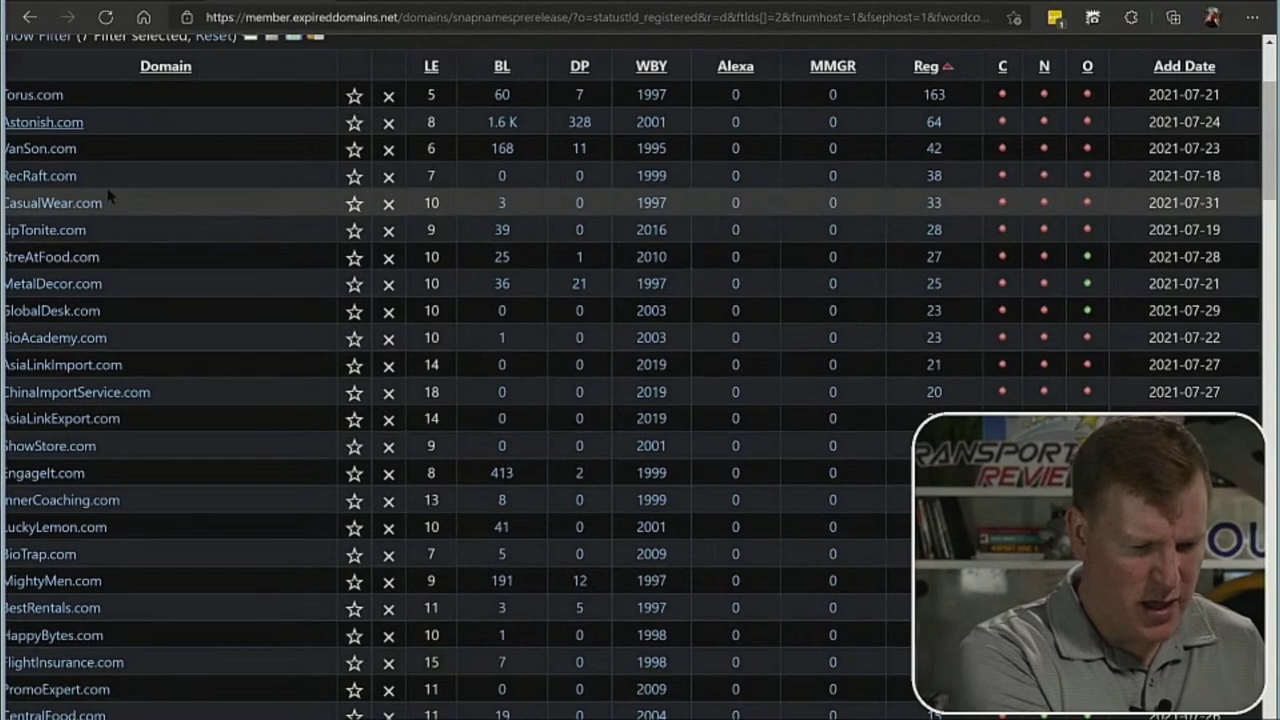 https://member.expireddomains.net/domains/snapnamesprerelease/?o=statustld_registered&r=d&ftlds[]=2&fnumhost=1&fsephost=1&fwordco...
how Filter (7 Filter selected, Reset)
Domain LE BL DP WBY Alexa MMGR Reg C N O Add Date
Torus.com 5 60 7 1997 0 0 163 2021-07-21
Astonish.com 8 1.6 K 328 2001 0 0 64 2021-07-24
VanSon.com 6 168 11 1995 0 0 42 2021-07-23
RecRaft.com 7 0 0 1999 0 0 38 2021-07-18
CasualWear.com 10 3 0 1997 0 0 33 2021-07-31
LipTonite.com 9 39 0 2016 0 0 28 2021-07-19
StreAtFood.com 10 25 1 2010 0 0 27 2021-07-28
MetalDecor.com 10 36 21 1997 0 0 25 2021-07-21
GlobalDesk.com 10 0 0 2003 0 0 23 2021-07-29
BioAcademy.com 10 1 0 2003 0 0 23 2021-07-22
AsiaLinkImport.com 14 0 0 2019 0 0 21 2021-07-27
ChinaImportService.com 18 0 0 2019 0 0 20 2021-07-27
AsiaLinkExport.com 14 0 0 2019 0 0
ShowStore.com 9 0 0 2001 0 0
EngageIt.com 8 413 2 1999 0 0
InnerCoaching.com 13 8 0 1999 0 0
LuckyLemon.com 10 41 0 2001 0 0
BioTrap.com 7 5 0 2009 0 0
MightyMen.com 9 191 12 1997 0 0
BestRentals.com 11 3 5 1997 0 0
HappyBytes.com 10 1 0 1998 0 0
FlightInsurance.com 15 7 0 1998 0 0
PromoExpert.com 11 0 0 2009 0 0
CentralFood.com 11 19 0 2004 0 0
TRANSPORT
REVIE
OU